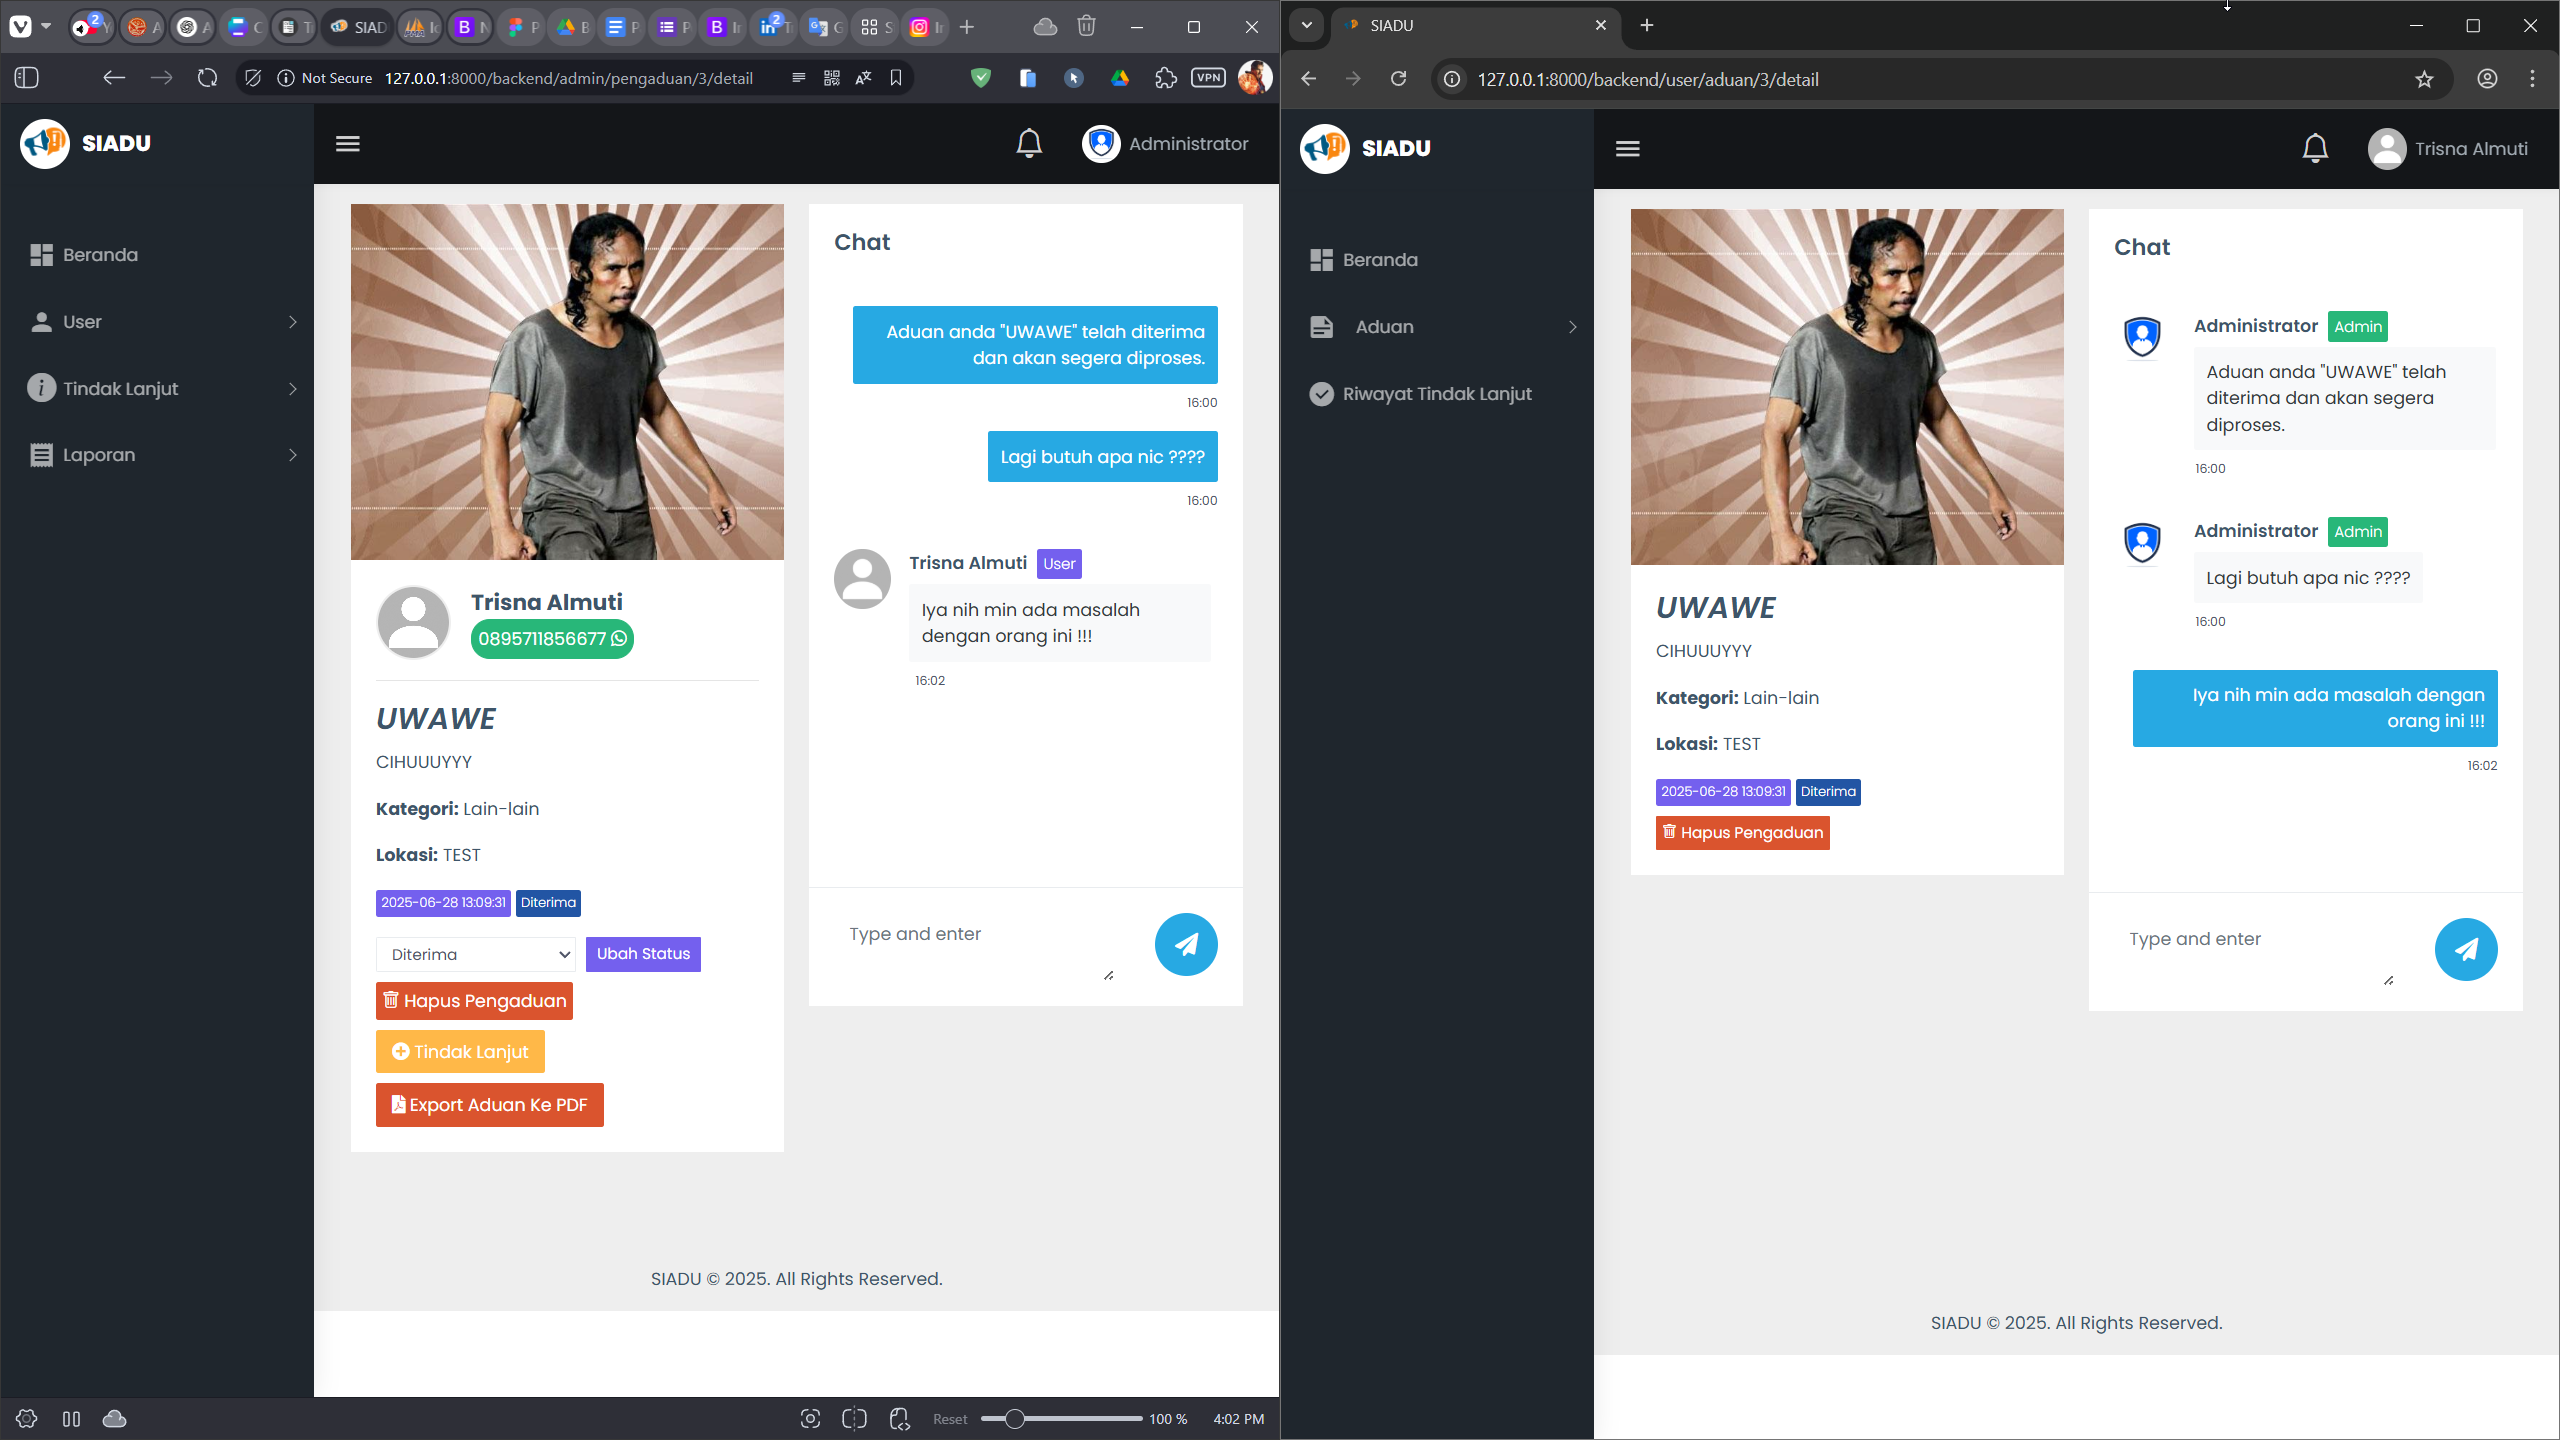 SIAD
Not Secure 127.0.0.1:8000/backend/admin/pengaduan/3/detail
VPN
SIADU
Administrator
Beranda
User
Tindak Lanjut
Laporan
Trisna Almuti
0895711856677
UWAWE
CIHUUUYYY
Kategori: Lain-lain
Lokasi: TEST
2025-06-28 13:09:31 Diterima
Diterima
Ubah Status
Hapus Pengaduan
Tindak Lanjut
Export Aduan Ke PDF
Chat
Aduan anda "UWAWE" telah diterima
dan akan segera diproses.
16:00
Lagi butuh apa nic ????
16:00
Trisna Almuti User
Iya nih min ada masalah
dengan orang ini !!!
16:02
Type and enter
SIADU © 2025. All Rights Reserved.
Reset
100 %
4:02 PM
SIADU
127.0.0.1:8000/backend/user/aduan/3/detail
SIADU
Trisna Almuti
Beranda
Aduan
Riwayat Tindak Lanjut
UWAWE
CIHUUUYYY
Kategori: Lain-lain
Lokasi: TEST
2025-06-28 13:09:31 Diterima
Hapus Pengaduan
Chat
Administrator Admin
Aduan anda "UWAWE" telah
diterima dan akan segera
diproses.
16:00
Administrator Admin
Lagi butuh apa nic ????
16:00
Iya nih min ada masalah dengan
orang ini !!!
16:02
Type and enter
SIADU © 2025. All Rights Reserved.